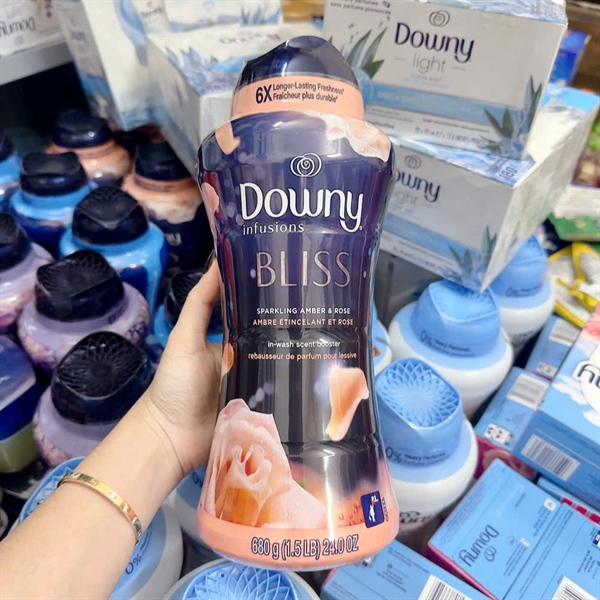 6X Longer-Lasting Freshness*
Fraîcheur plus durable*
Downy
infusions
BLISS
SPARKLING AMBER & ROSE
AMBRE ÉTINCELANT ET ROSE
in-wash scent booster
rehausseur de parfum pour lessive
680 g (1.5 LB) 24.0 OZ
Downy
light
Downy
light
0%
0%
Downy